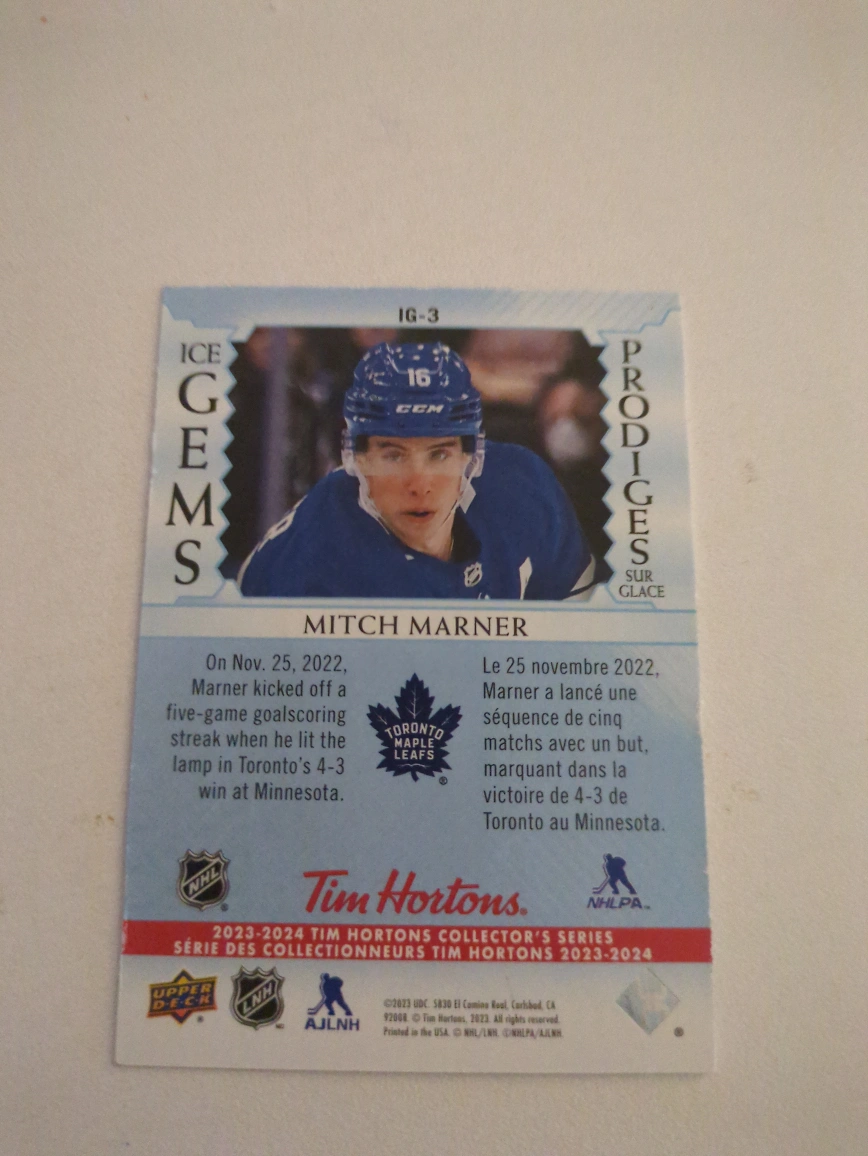 IG-3
ICE
GEMS
PRODIGES
SUR
GLACE
16
CCM
MITCH MARNER
On Nov. 25, 2022,
Marner kicked off a
five-game goalscoring
streak when he lit the
lamp in Toronto's 4-3
win at Minnesota.
TORONTO
MAPLE
LEAFS
®
Le 25 novembre 2022,
Marner a lancé une
séquence de cinq
matchs avec un but,
marquant dans la
victoire de 4-3 de
Toronto au Minnesota.
NHL
®
Tim Hortons.
NHLPA™
2023-2024 TIM HORTONS COLLECTOR'S SERIES
SÉRIE DES COLLECTIONNEURS TIM HORTONS 2023-2024
UPPER
DECK
®
LNH
MD
AJLNH
©2023 UDC. 5830 El Camino Real, Carlsbad, CA
92008. © Tim Hortons, 2023. All rights reserved.
Printed in the USA. © NHL/LNH. ©NHLPA/AJLNH.
®